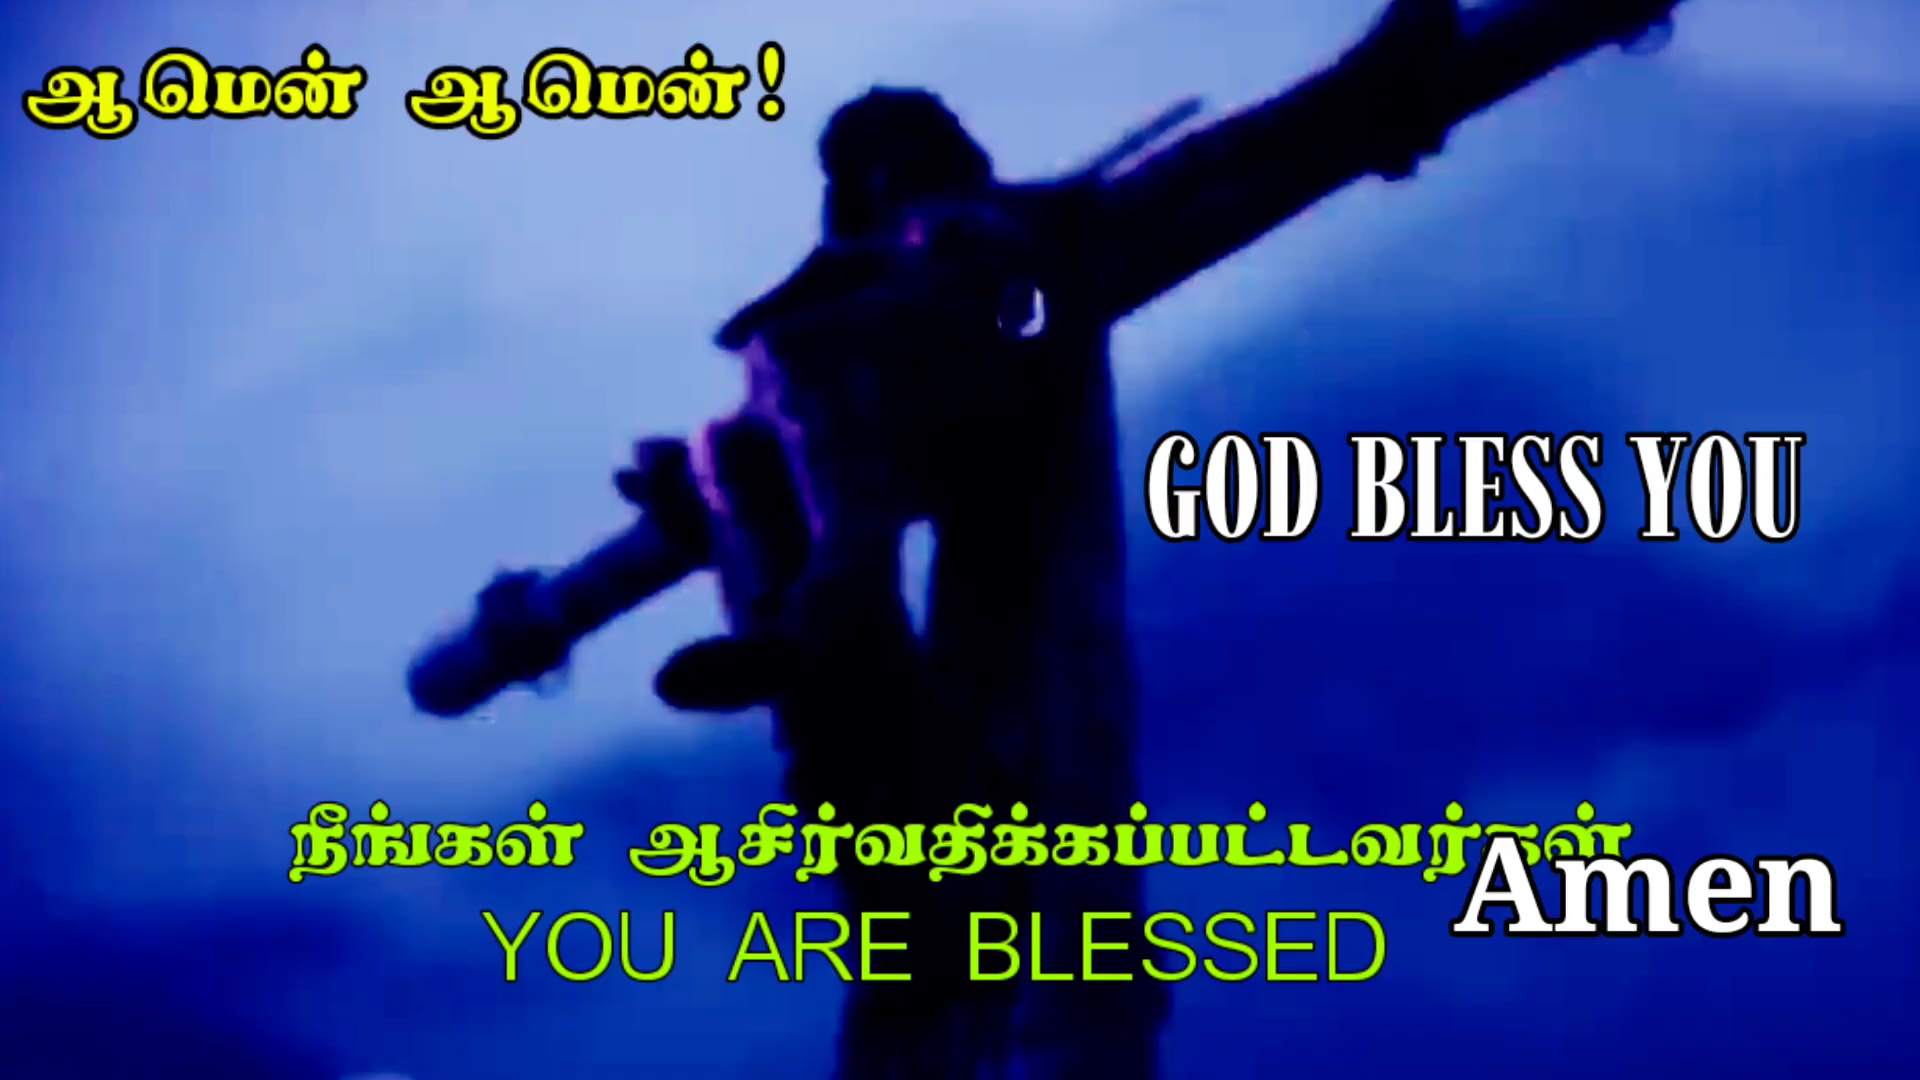 ஆமென் ஆமென்!
GOD BLESS YOU
நீங்கள் ஆசிர்வதிக்கப்பட்டவர்கள்
Amen
YOU ARE BLESSED